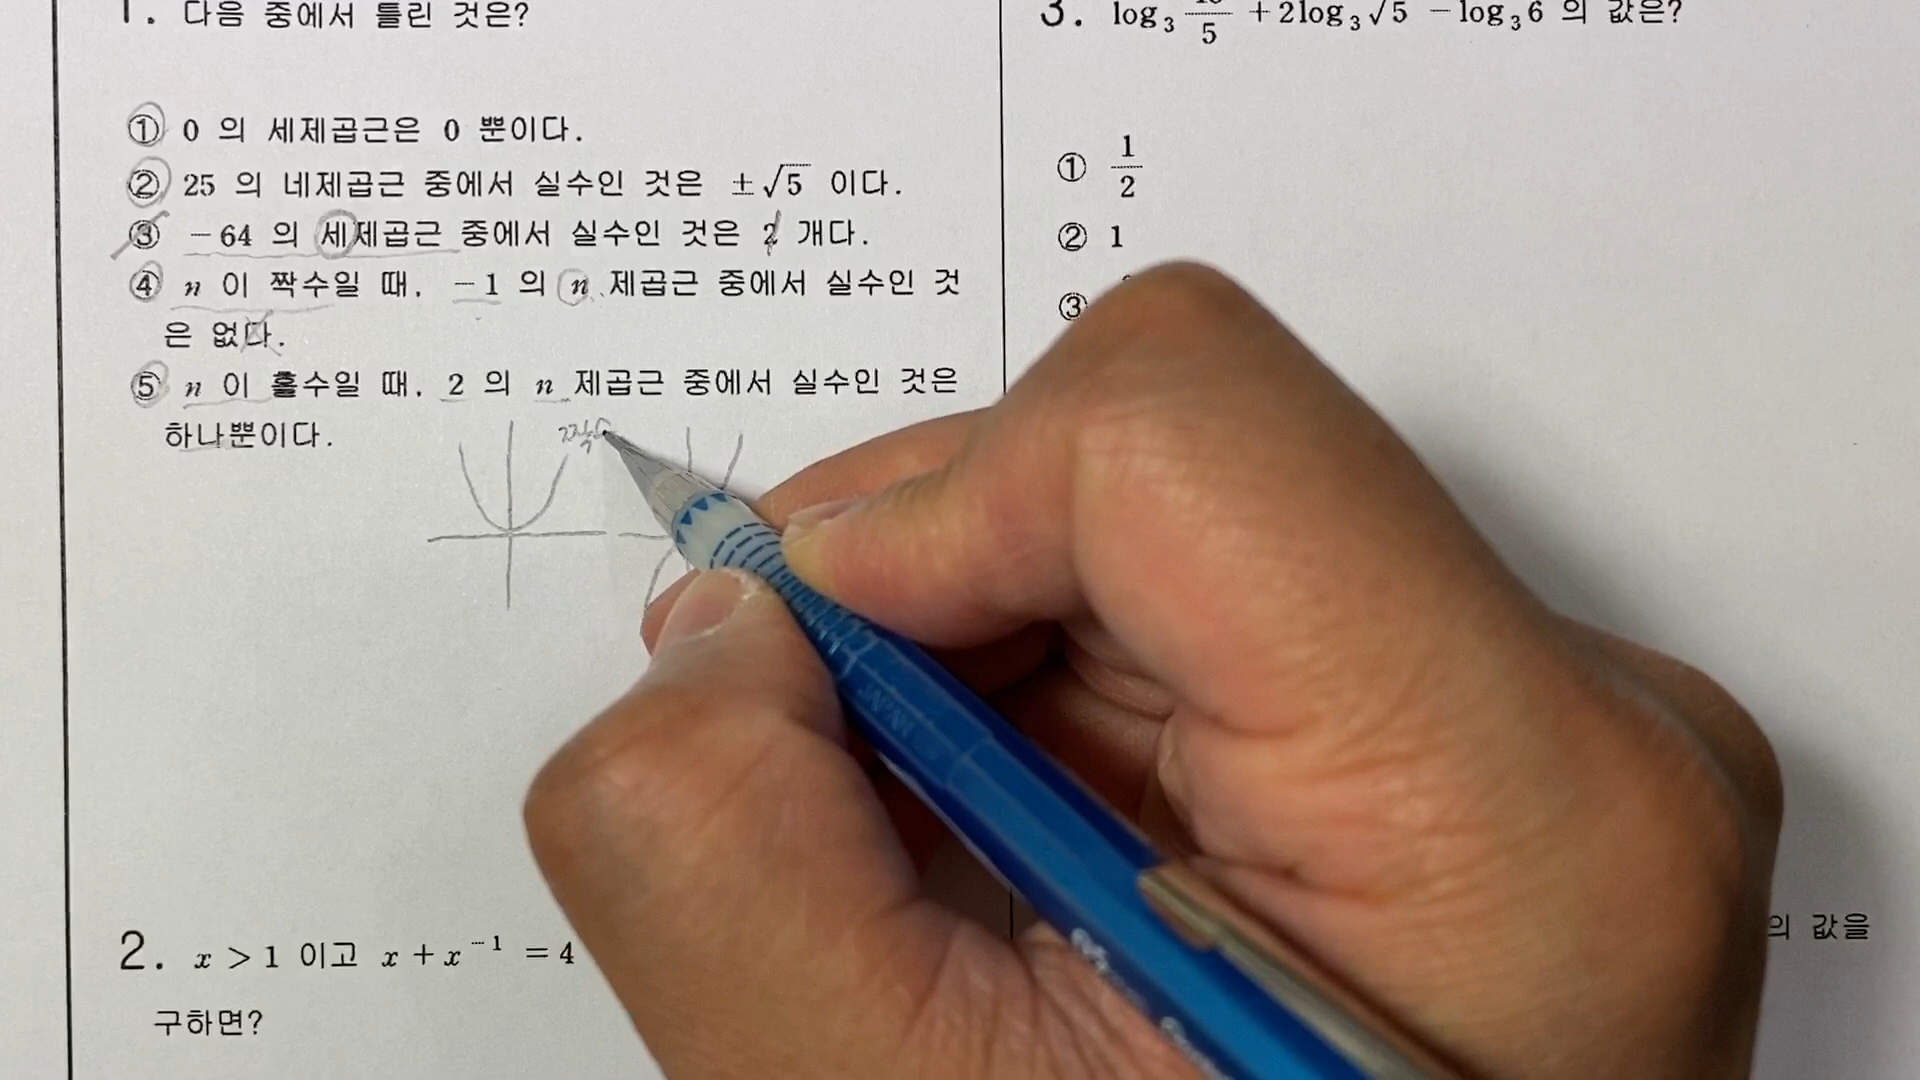 1. 다음 중에서 틀린 것은?
① 0 의 세제곱근은 0 뿐이다.
② 25 의 네제곱근 중에서 실수인 것은 ±√5 이다.
③ -64 의 세제곱근 중에서 실수인 것은 2 개다.
④ n 이 짝수일 때, -1 의 n 제곱근 중에서 실수인 것
은 없다.
⑤ n 이 홀수일 때, 2 의 n 제곱근 중에서 실수인 것은
하나뿐이다.
짝
2. x > 1 이고 x + x⁻¹ = 4
구하면?
3. log₃ /5 + 2log₃√5 - log₃6 의 값은?
① 1/2
② 1
③
의 값을